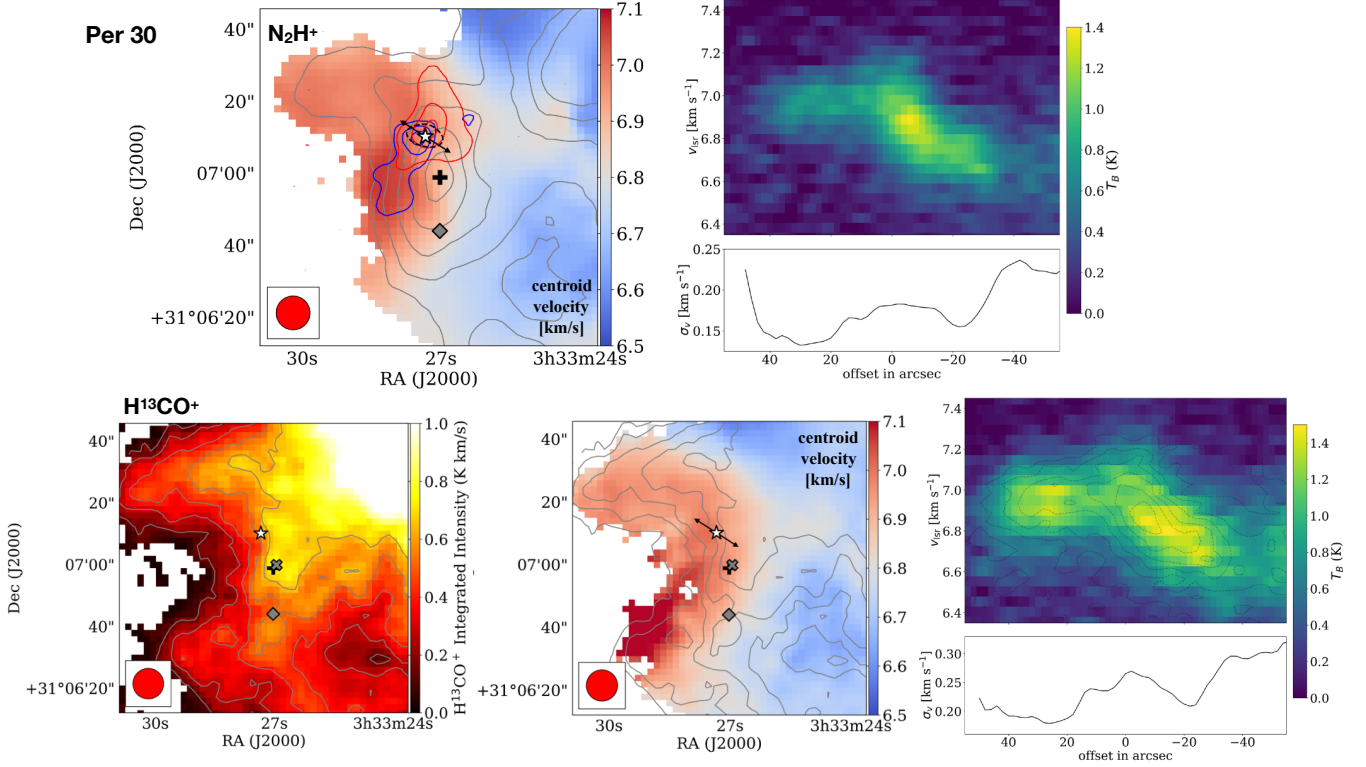 Per 30
N₂H⁺
40"
20"
07'00"
40"
+31°06'20"
Dec (J2000)
30s
27s
3h33m24s
RA (J2000)
centroid
velocity
[km/s]
7.1
7.0
6.9
6.8
6.7
6.6
6.5
7.4
7.2
7.0
6.8
6.6
6.4
v_lsr [km s⁻¹]
1.4
1.2
1.0
0.8
0.6
0.4
0.2
0.0
T_B (K)
0.25
0.20
0.15
σ_v [km s⁻¹]
40
20
0
−20
−40
offset in arcsec
H¹³CO⁺
40"
20"
07'00"
40"
+31°06'20"
Dec (J2000)
30s
27s
3h33m24s
RA (J2000)
1.0
0.8
0.6
0.4
0.2
0.0
H¹³CO⁺ Integrated Intensity (K km/s)
40"
20"
07'00"
40"
+31°06'20"
30s
27s
3h33m24s
RA (J2000)
centroid
velocity
[km/s]
7.1
7.0
6.9
6.8
6.7
6.6
6.5
7.4
7.2
7.0
6.8
6.6
6.4
v_lsr [km s⁻¹]
1.4
1.2
1.0
0.8
0.6
0.4
0.2
0.0
T_B (K)
0.30
0.25
0.20
σ_v [km s⁻¹]
40
20
0
−20
−40
offset in arcsec